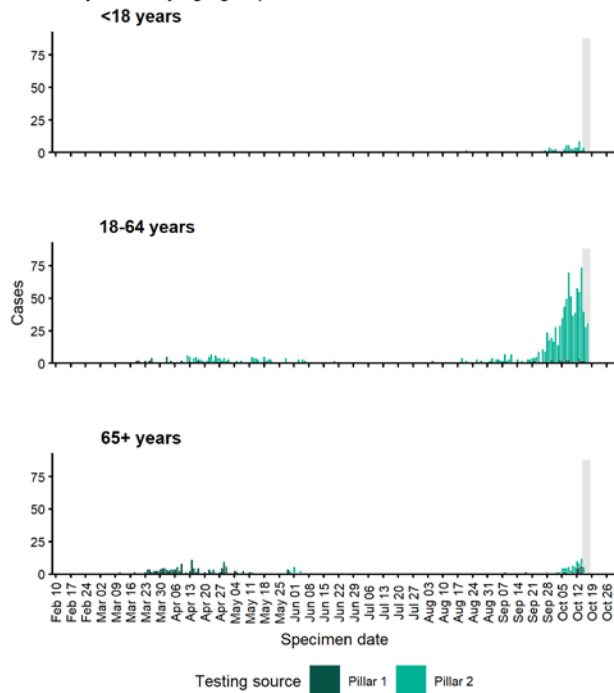 <18 years
75
50
25
0
18-64 years
75
50
25
0
Cases
65+ years
75
50
25
0
Feb 10
Feb 17
Feb 24
Mar 02
Mar 09
Mar 16
Mar 23
Mar 30
Apr 06
Apr 13
Apr 20
Apr 27
May 04
May 11
May 18
May 25
Jun 01
Jun 08
Jun 15
Jun 22
Jun 29
Jul 06
Jul 13
Jul 20
Jul 27
Aug 03
Aug 10
Aug 17
Aug 24
Aug 31
Sep 07
Sep 14
Sep 21
Sep 28
Oct 05
Oct 12
Oct 19
Oct 26
Specimen date
Testing source Pillar 1 Pillar 2